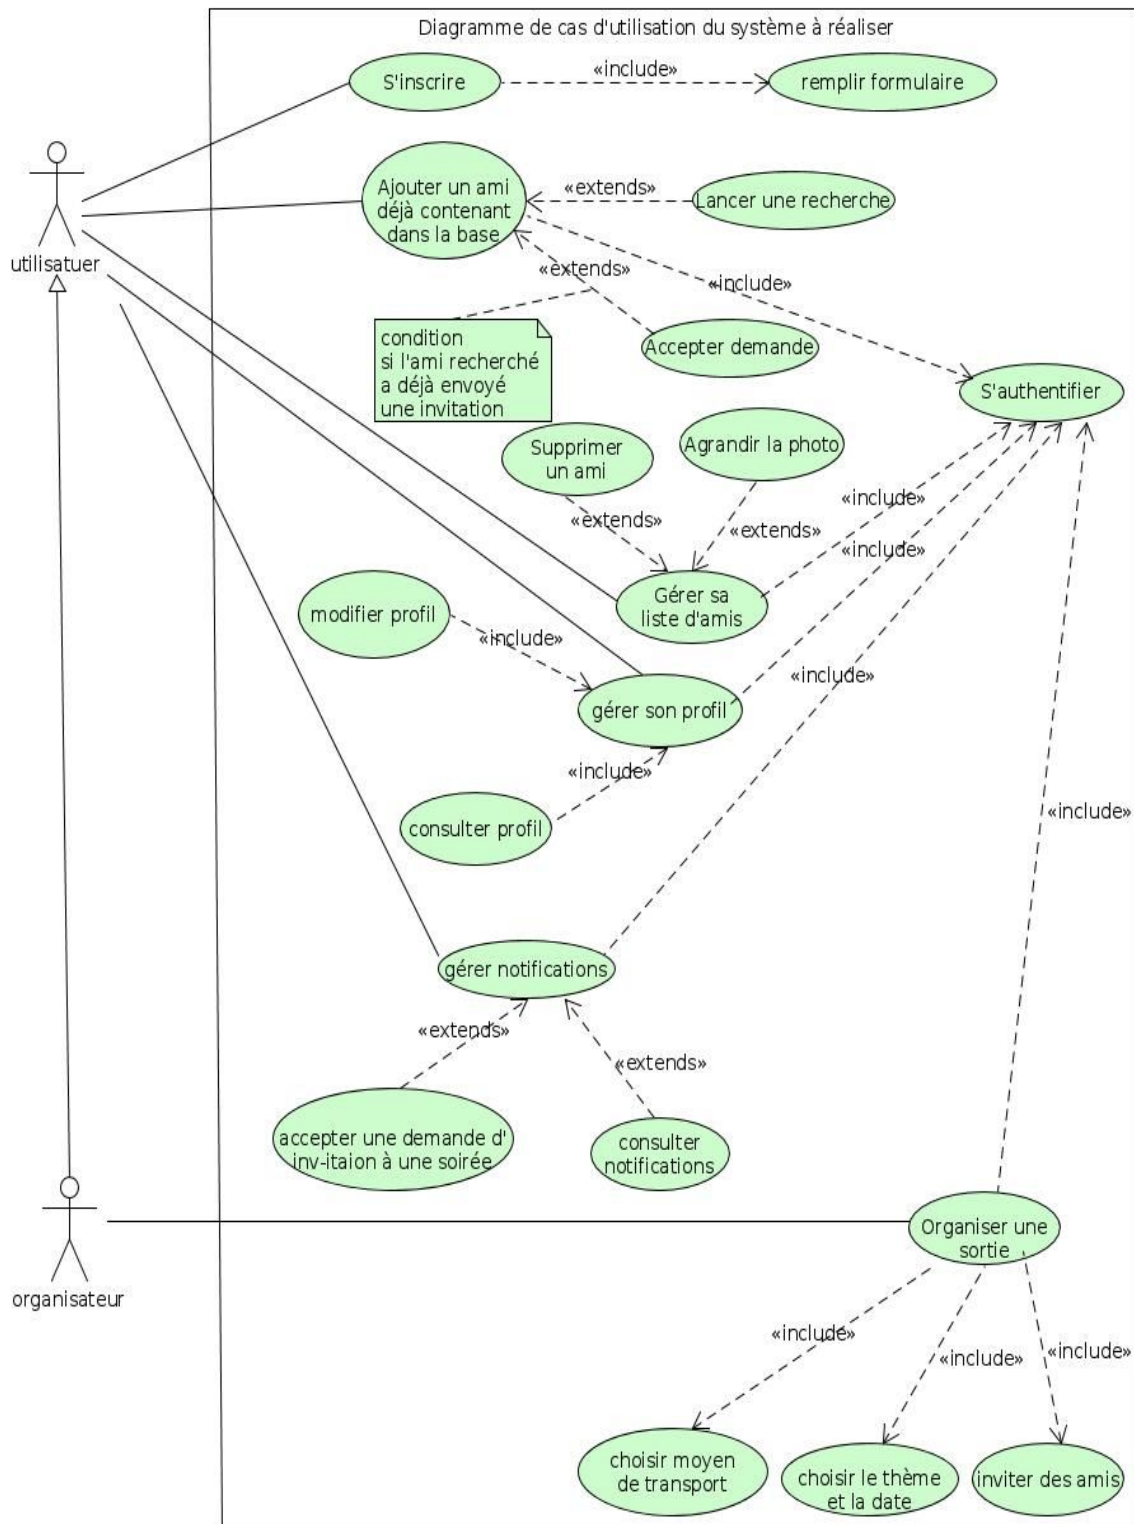 Diagramme de cas d'utilisation du système à réaliser
S'inscrire
«include»
remplir formulaire
Ajouter un ami
déjà contenant
dans la base
«extends»
Lancer une recherche
utilisatuer
«extends»
«include»
condition
si l'ami recherché
a déjà envoyé
une invitation
Accepter demande
S'authentifier
Supprimer
un ami
Agrandir la photo
«include»
«extends»
«extends»
«include»
Gérer sa
liste d'amis
modifier profil
«include»
«include»
gérer son profil
«include»
consulter profil
«include»
gérer notifications
«extends»
«extends»
accepter une demande d'
inv-itaion à une soirée
consulter
notifications
Organiser une
sortie
organisateur
«include»
«include»
«include»
choisir moyen
de transport
choisir le thème
et la date
inviter des amis